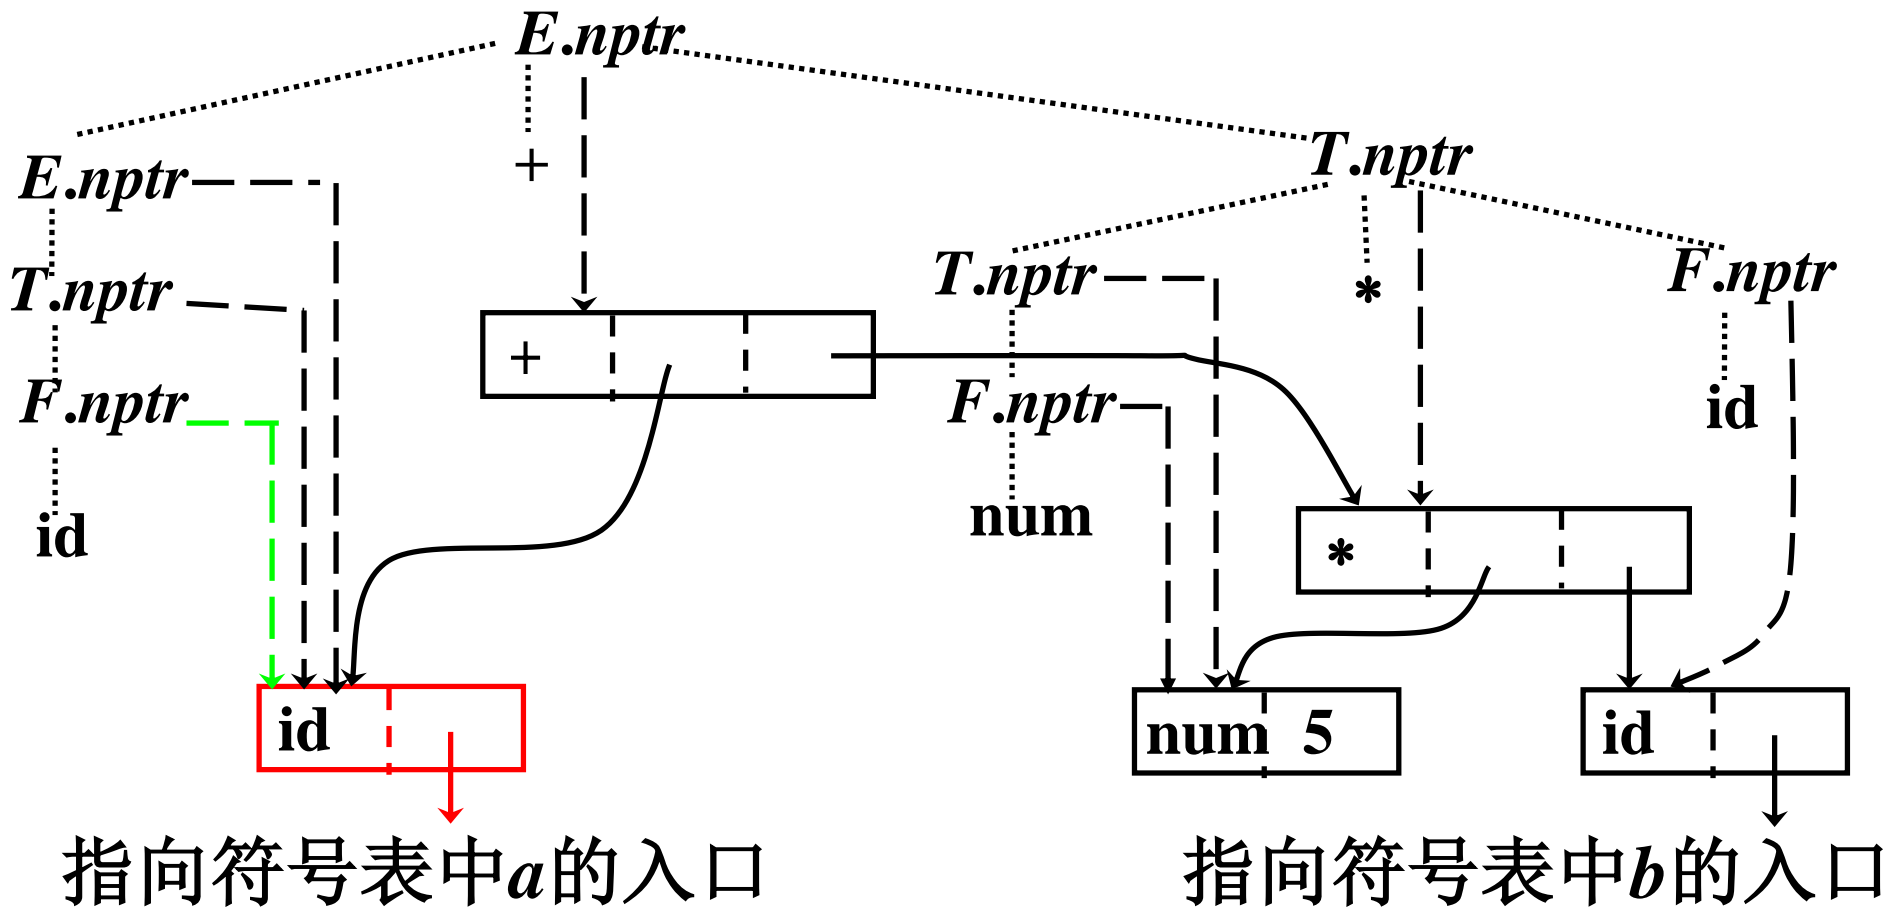 E.nptr
+
T.nptr
E.nptr
T.nptr
*
F.nptr
T.nptr
+
F.nptr
F.nptr
id
id
num
*
id
num 5
id
指向符号表中a的入口
指向符号表中b的入口